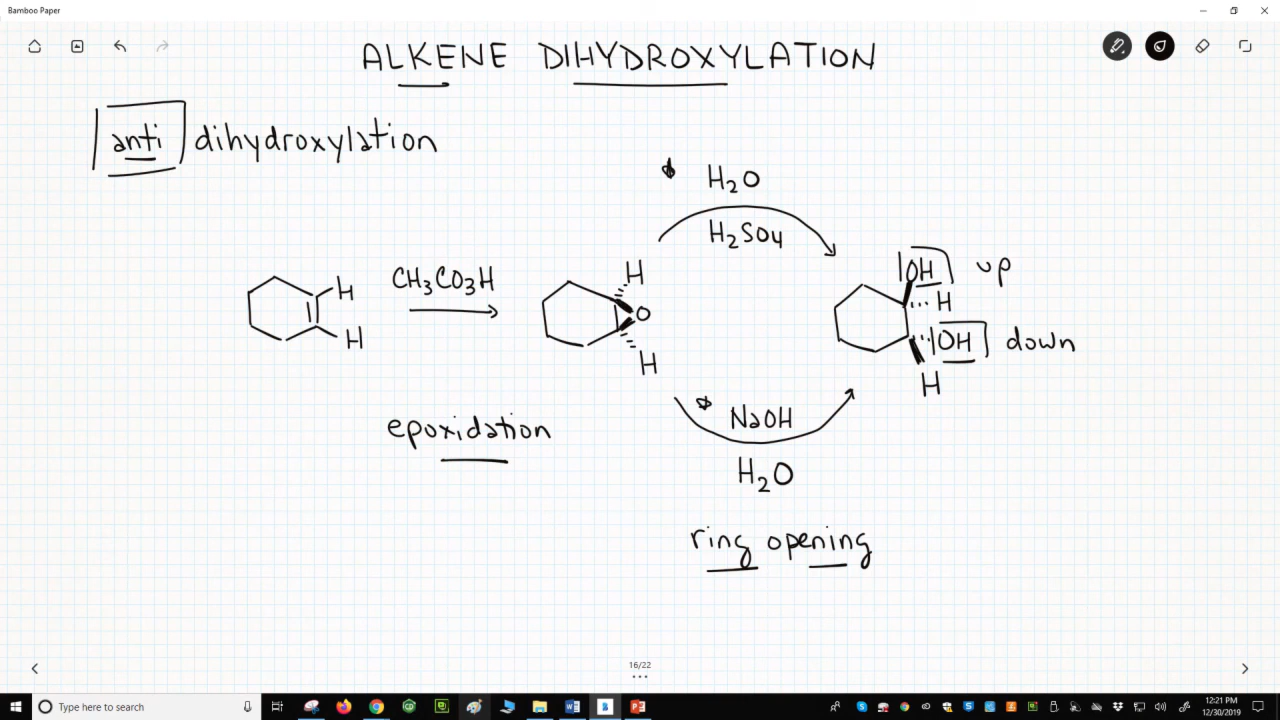 Bamboo Paper
ALKENE DIHYDROXYLATION
anti dihydroxylation
H2O
H2SO4
H
OH up
CH3CO3H
H
H
O
OH down
H
H
H
NaOH
epoxidation
H2O
ring opening
16/22
Type here to search
12:21 PM
12/30/2019